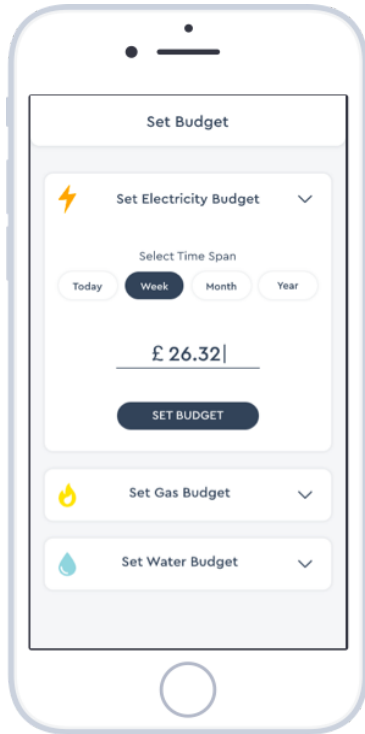 Set Budget
Set Electricity Budget
Select Time Span
Today Week Month Year
£ 26.32
SET BUDGET
Set Gas Budget
Set Water Budget